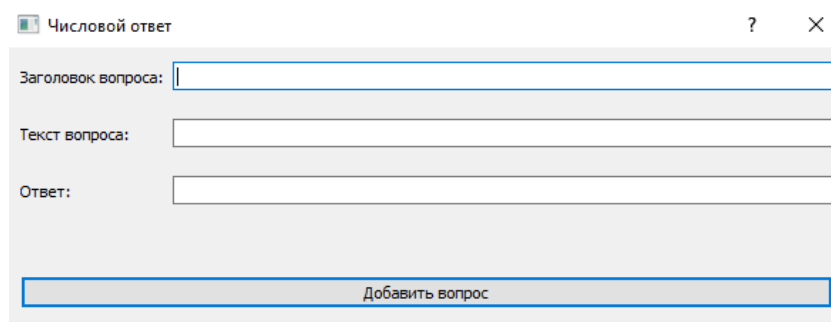 Числовой ответ ?
Заголовок вопроса:
Текст вопроса:
Ответ:
Добавить вопрос